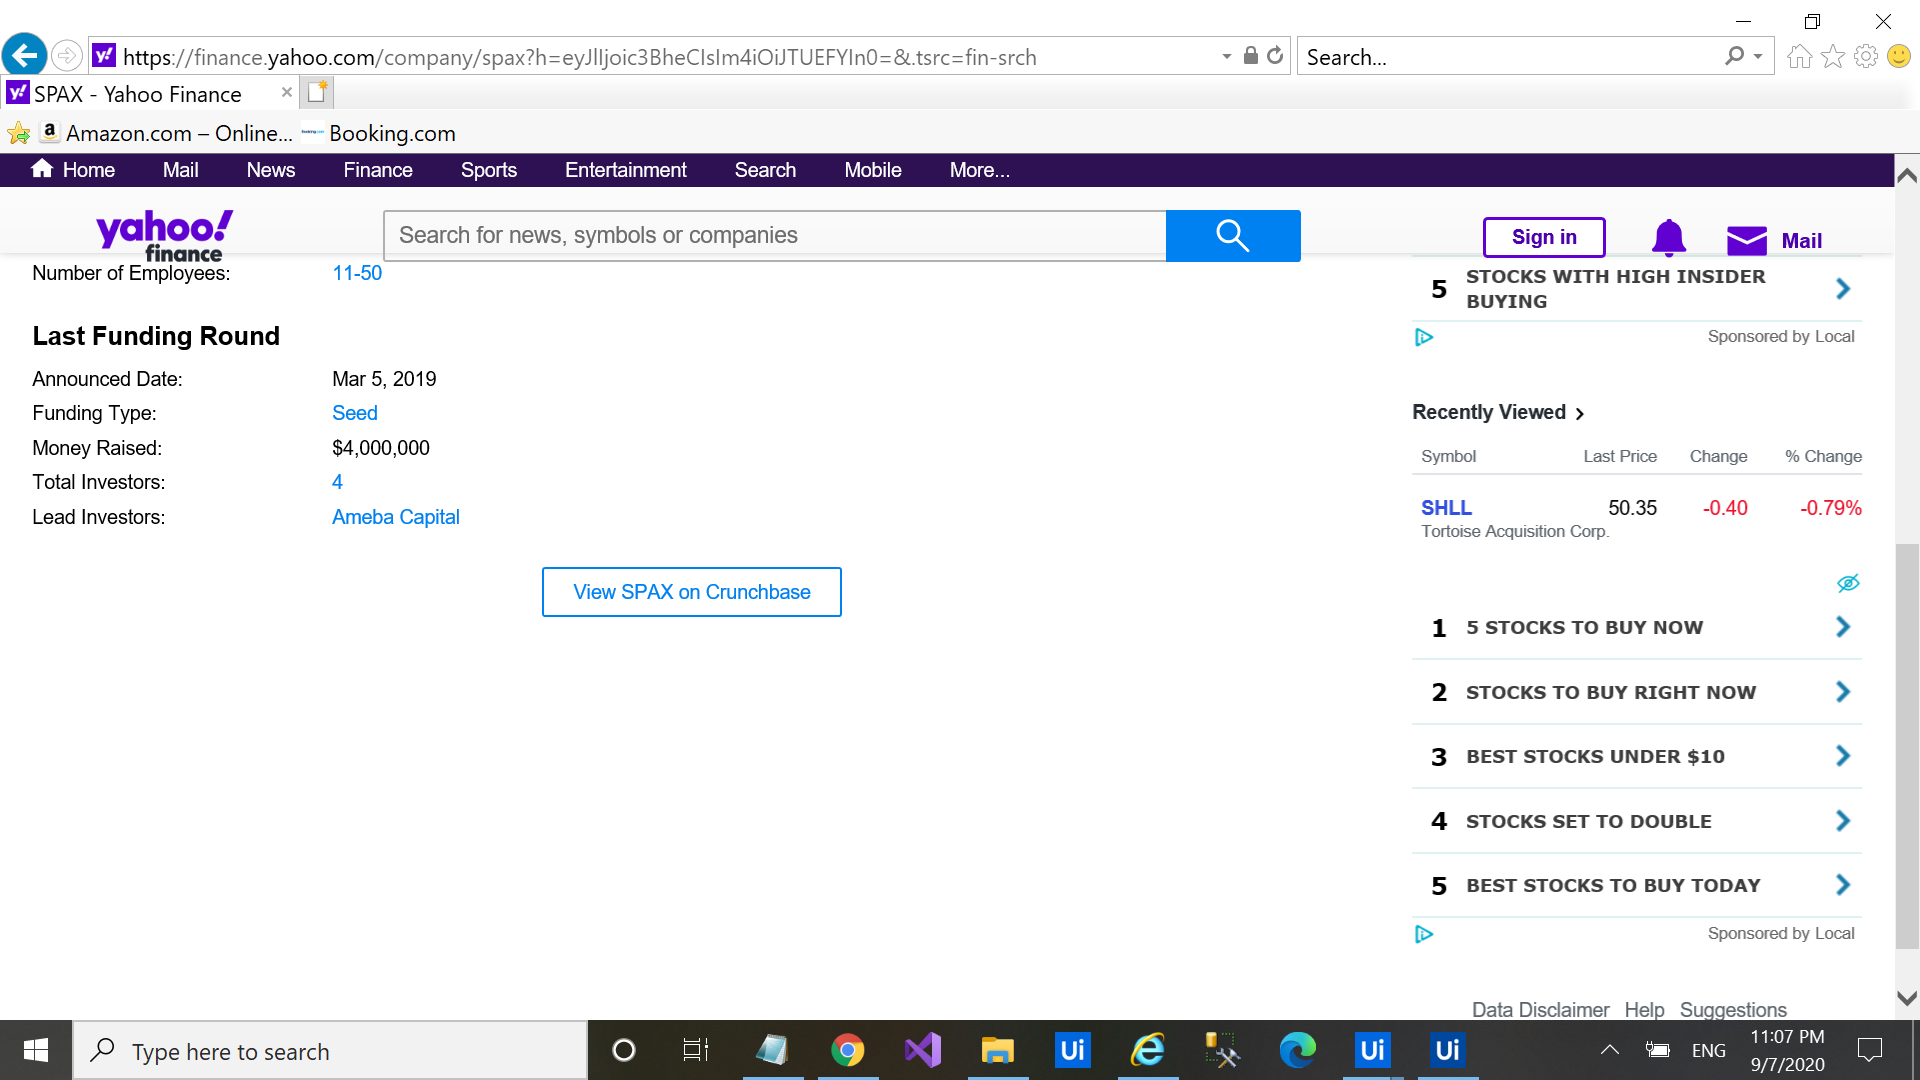 https://finance.yahoo.com/company/spax?h=eyJlIjoic3BheCIsIm4iOiJTUEFYIn0=&.tsrc=fin-srch
Search...
SPAX - Yahoo Finance
Amazon.com – Online...
Booking.com
Home Mail News Finance Sports Entertainment Search Mobile More...
yahoo!
finance
Search for news, symbols or companies
Sign in
Mail
Number of Employees: 11-50
Last Funding Round
Announced Date: Mar 5, 2019
Funding Type: Seed
Money Raised: $4,000,000
Total Investors: 4
Lead Investors: Ameba Capital
View SPAX on Crunchbase
5 STOCKS WITH HIGH INSIDER
BUYING
Sponsored by Local
Recently Viewed
Symbol Last Price Change % Change
SHLL 50.35 -0.40 -0.79%
Tortoise Acquisition Corp.
1 5 STOCKS TO BUY NOW
2 STOCKS TO BUY RIGHT NOW
3 BEST STOCKS UNDER $10
4 STOCKS SET TO DOUBLE
5 BEST STOCKS TO BUY TODAY
Sponsored by Local
Data Disclaimer Help Suggestions
Type here to search
Ui
Ui
Ui
ENG
11:07 PM
9/7/2020